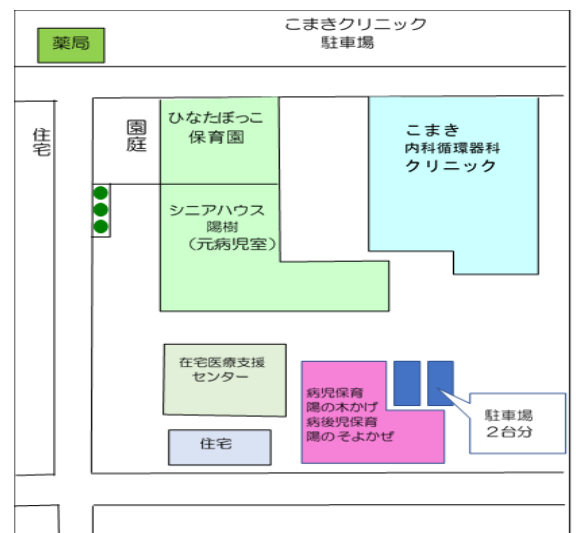 こまきクリニック
駐車場
薬局
住宅
園庭
ひなたぼっこ
保育園
こまき
内科循環器科
クリニック
シニアハウス
陽樹
（元病児室）
在宅医療支援
センター
住宅
病児保育
陽の木かげ
病後児保育
陽のそよかぜ
駐車場
２台分